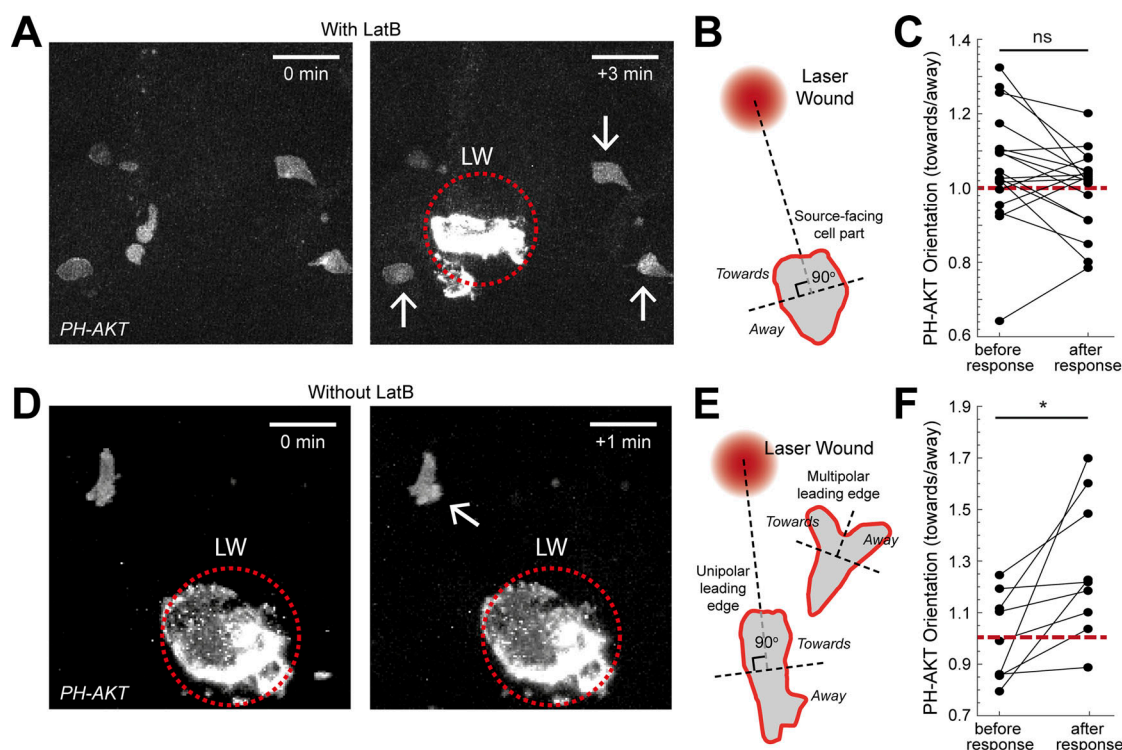 A
With LatB
0 min
PH-AKT
+3 min
LW
B
Laser
Wound
Source-facing
cell part
Towards
90o
Away
C
ns
PH-AKT Orientation (towards/away)
1.4
1.2
1.0
0.8
0.6
before
response
after
response
D
Without LatB
0 min
LW
PH-AKT
+1 min
LW
E
Laser Wound
Multipolar
leading edge
Towards
Away
Unipolar
leading
edge
90o
Towards
Away
F
*
PH-AKT Orientation (towards/away)
1.9
1.7
1.5
1.3
1.1
0.9
0.7
before
response
after
response